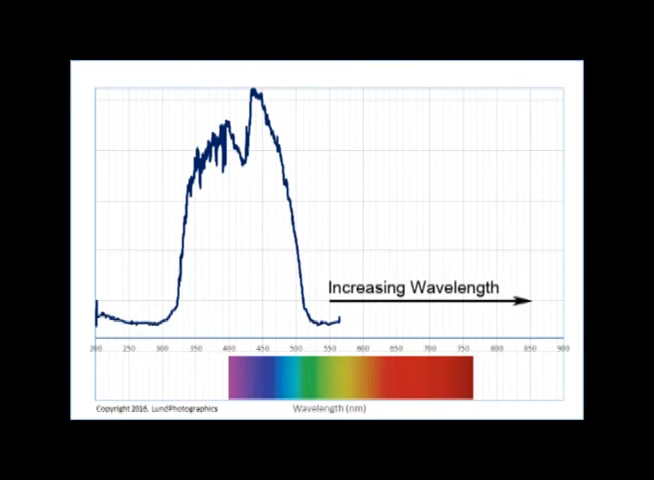 Increasing Wavelength
200 250 300 350 400 450 500 550 600 650 700 750 800 850 900
Copyright 2016, LundPhotographics
Wavelength (nm)